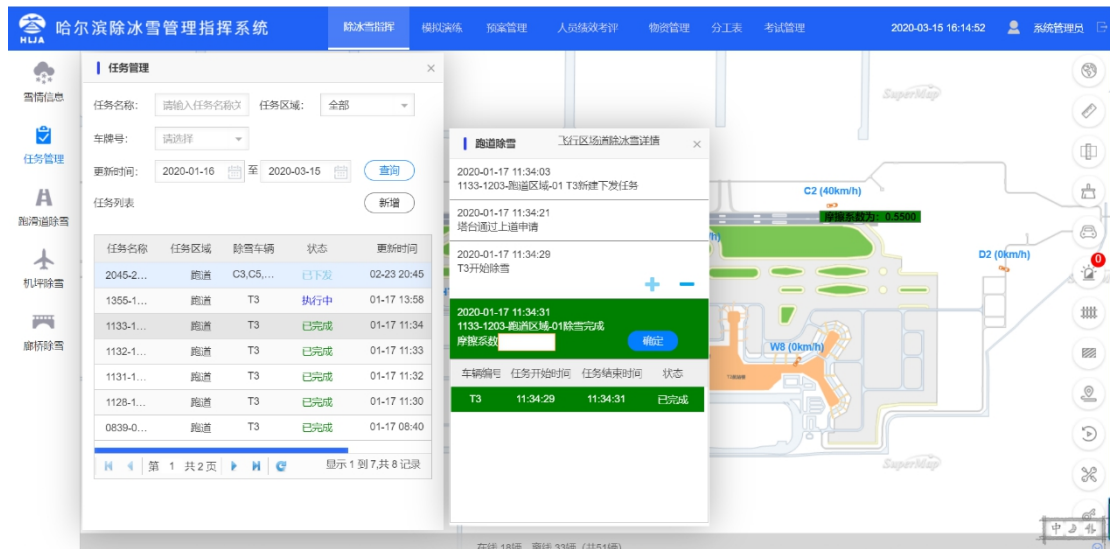 哈尔滨除冰雪管理指挥系统
HLJA
除冰雪指挥 模拟演练 预案管理 人员绩效考评 物资管理 分工表 考试管理
2020-03-15 16:14:52 系统管理员
雪情信息
任务管理
跑滑道除雪
机坪除雪
廊桥除雪
任务管理 ×
任务名称: 请输入任务名称 任务区域: 全部
车牌号: 请选择
更新时间: 2020-01-16 至 2020-03-15 查询
任务列表 新增
任务名称 任务区域 除雪车辆 状态 更新时间
2045-2... 跑道 C3,C5,... 已下发 02-23 20:45
1355-1... 跑道 T3 执行中 01-17 13:58
1133-1... 跑道 T3 已完成 01-17 11:34
1132-1... 跑道 T3 已完成 01-17 11:33
1131-1... 跑道 T3 已完成 01-17 11:32
1128-1... 跑道 T3 已完成 01-17 11:30
0839-0... 跑道 T3 已完成 01-17 08:40
第 1 共2页 显示1到7,共8记录
跑道除雪 飞行区场道除冰雪详情 ×
2020-01-17 11:34:03
1133-1203-跑道区域-01 T3新建下发任务
2020-01-17 11:34:21
塔台通过上道申请
2020-01-17 11:34:29
T3开始除雪
2020-01-17 11:34:31
1133-1203-跑道区域-01除雪完成
摩擦系数 确定
车辆编号 任务开始时间 任务结束时间 状态
T3 11:34:29 11:34:31 已完成
SuperMap
C2 (40km/h)
摩擦系数为: 0.5500
D2 (0km/h)
0
W8 (0km/h)
SuperMap
中
在线 18辆 离线 33辆 (共51辆)